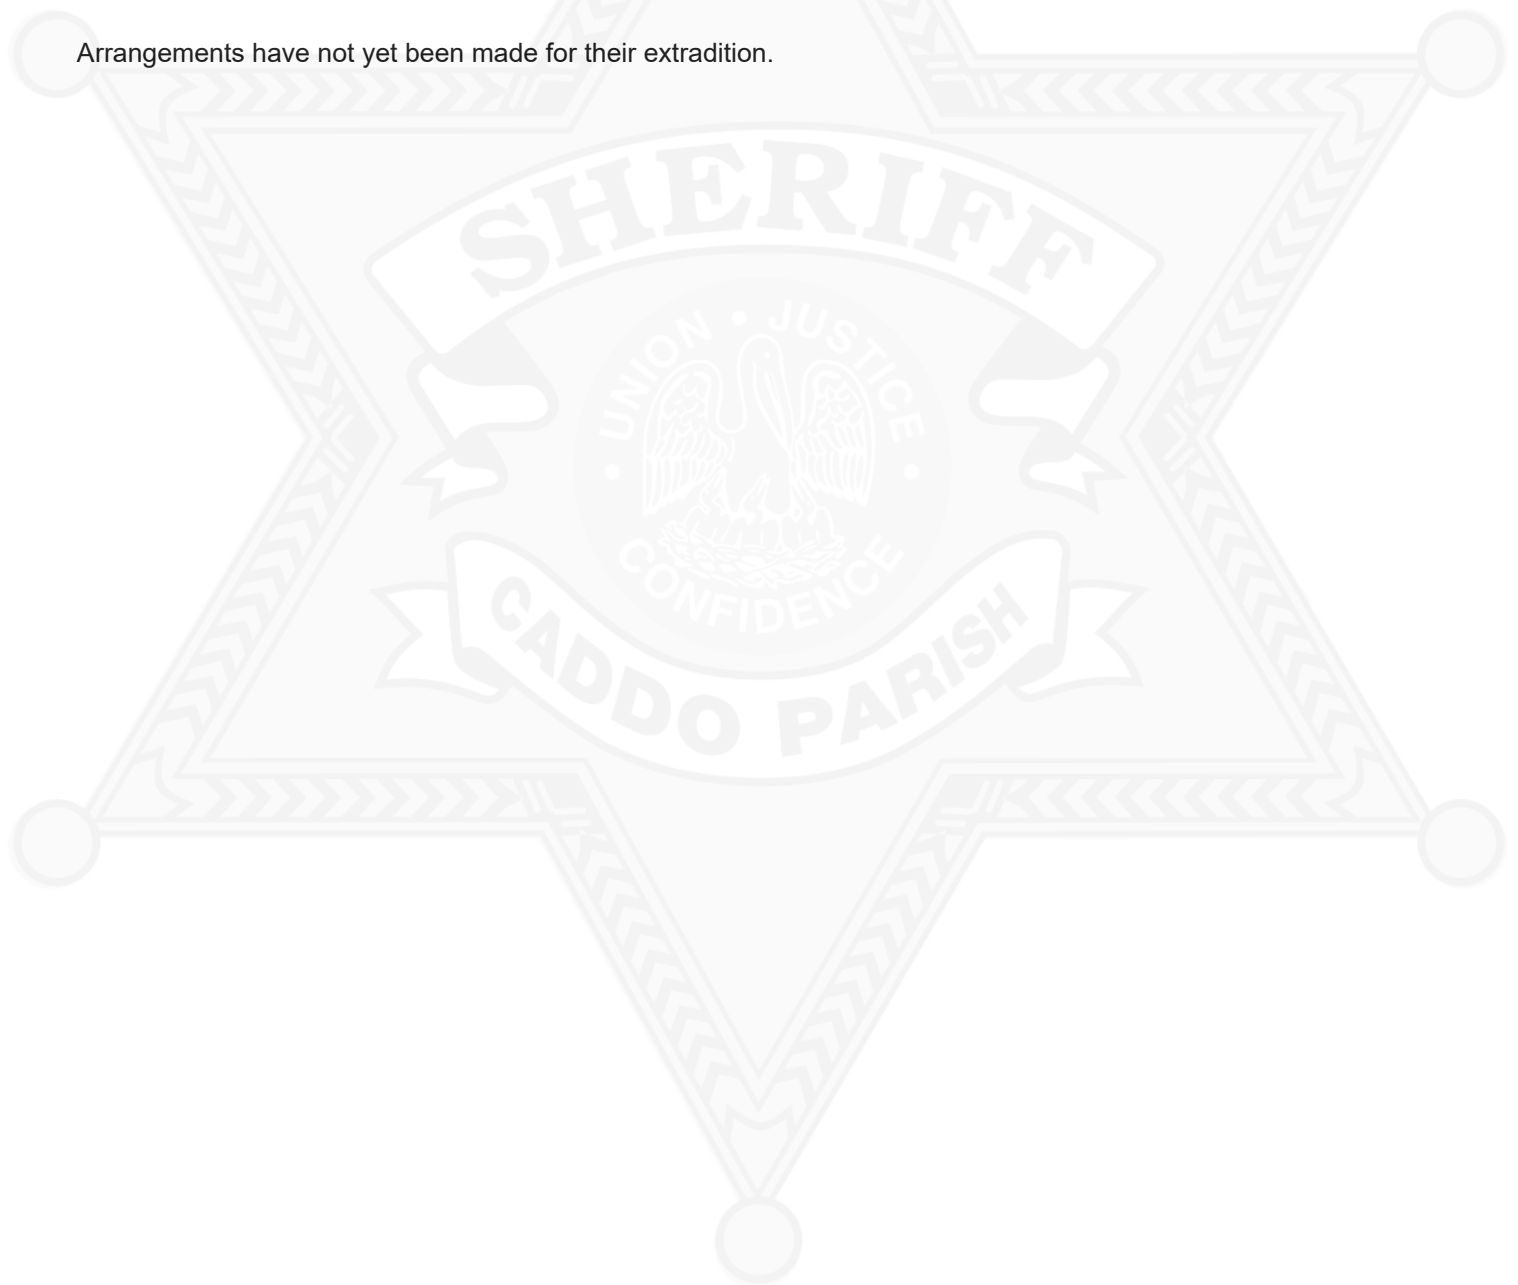 Arrangements have not yet been made for their extradition.
SHERIFF
UNION • JUSTICE
CONFIDENCE
CADDO PARISH